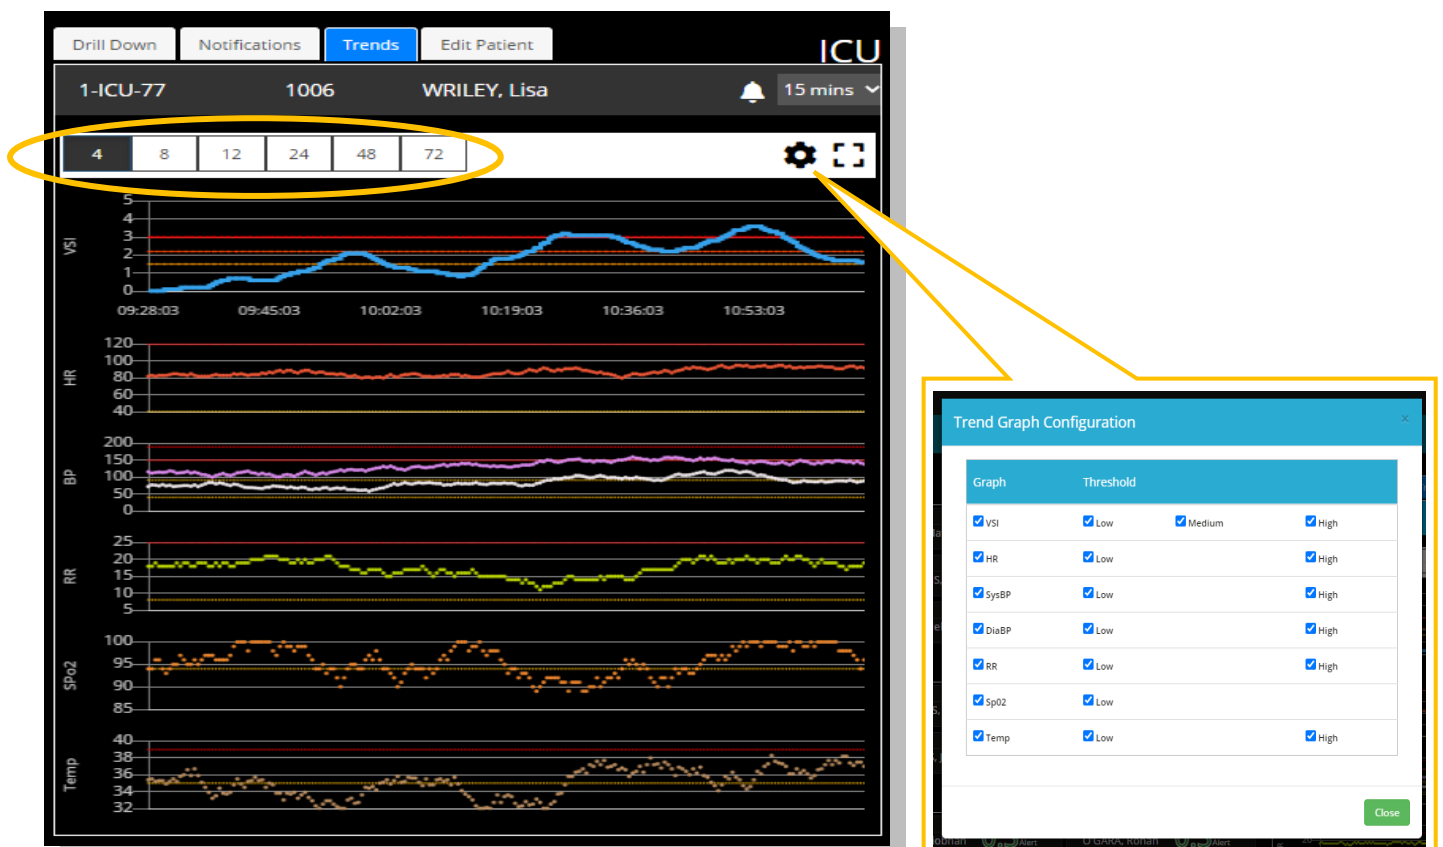 Drill Down Notifications Trends Edit Patient ICU
1-ICU-77 1006 WRILEY, Lisa 15 mins
4 8 12 24 48 72
VSI
5
4
3
2
1
0
09:28:03 09:45:03 10:02:03 10:19:03 10:36:03 10:53:03
HR
120
100
80
60
40
BP
200
150
100
50
0
RR
25
20
15
10
5
SPo2
100
95
90
85
Temp
40
38
36
34
32
Trend Graph Configuration ×
Graph Threshold
VSI Low Medium High
HR Low High
SysBP Low High
DiaBP Low High
RR Low High
Sp02 Low
Temp Low High
Close
Alert O'GARA, Ronan Alert 20